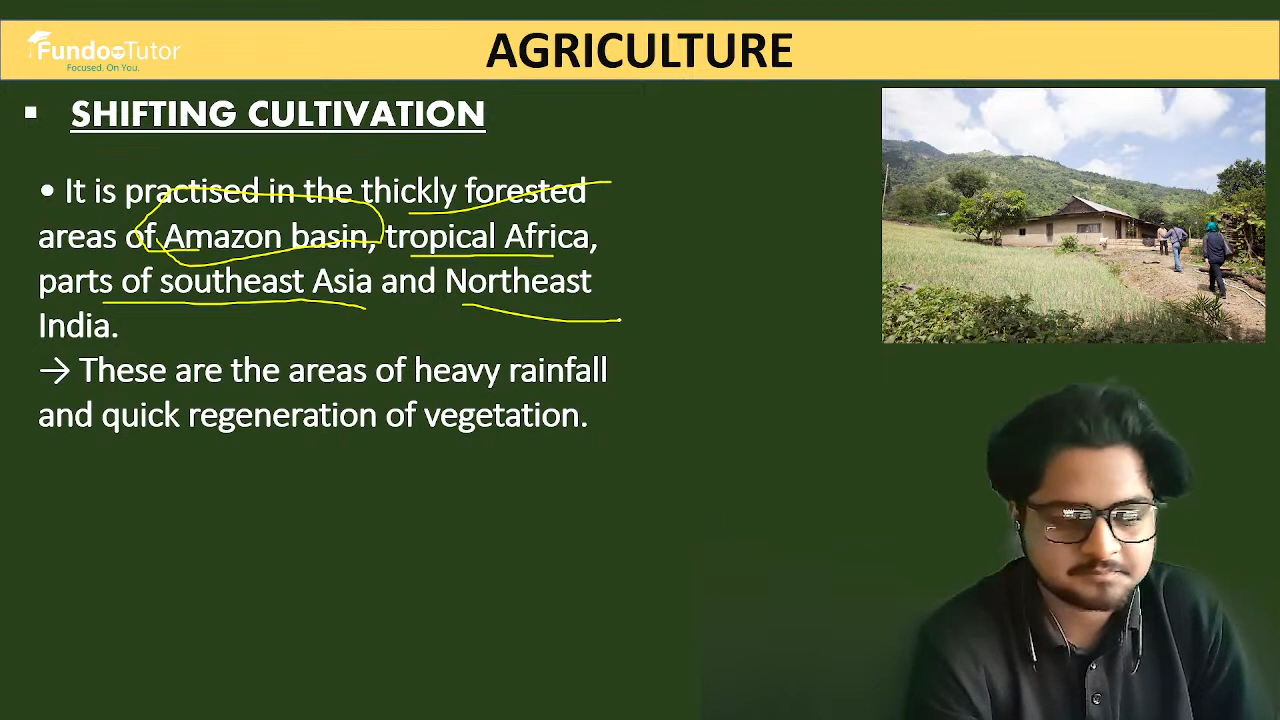 FundooTutor
Focused. On You.
AGRICULTURE
▪ SHIFTING CULTIVATION
• It is practised in the thickly forested
areas of Amazon basin, tropical Africa,
parts of southeast Asia and Northeast
India.
→ These are the areas of heavy rainfall
and quick regeneration of vegetation.